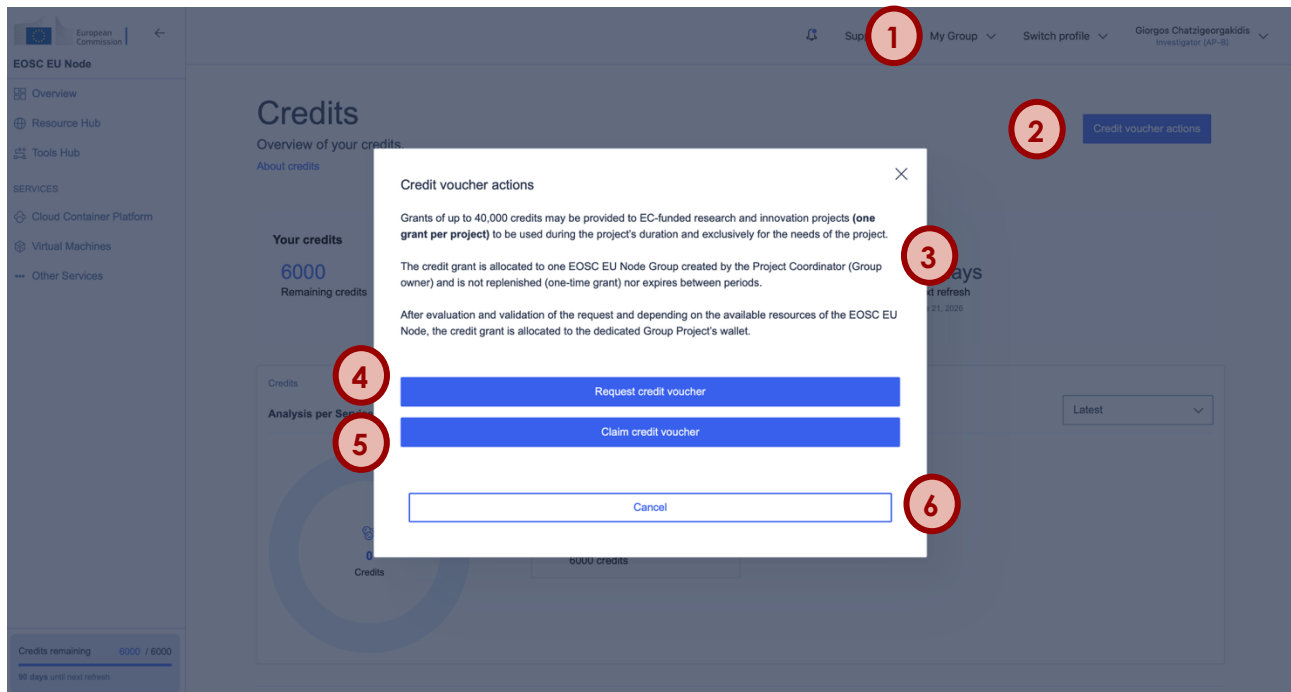 European
Commission
EOSC EU Node
Overview
Resource Hub
Tools Hub
SERVICES
Cloud Container Platform
Virtual Machines
Other Services
Credits remaining 6000 / 6000
90 days until next refresh
1
My Group
Switch profile
Giorgos Chatzigeorgakidis
Investigator (AP-B)
Credits
Overview of your credits.
About credits
2
Credit voucher actions
Your credits
6000
Remaining credits
Credit voucher actions
Grants of up to 40,000 credits may be provided to EC-funded research and innovation projects (one
grant per project) to be used during the project's duration and exclusively for the needs of the project.
The credit grant is allocated to one EOSC EU Node Group created by the Project Coordinator (Group
owner) and is not replenished (one-time grant) nor expires between periods.
After evaluation and validation of the request and depending on the available resources of the EOSC EU
Node, the credit grant is allocated to the dedicated Group Project's wallet.
3
refresh
21, 2026
4
Request credit voucher
5
Claim credit voucher
6
Cancel
Credits
Analysis per Service
Latest
0
Credits
6000 credits